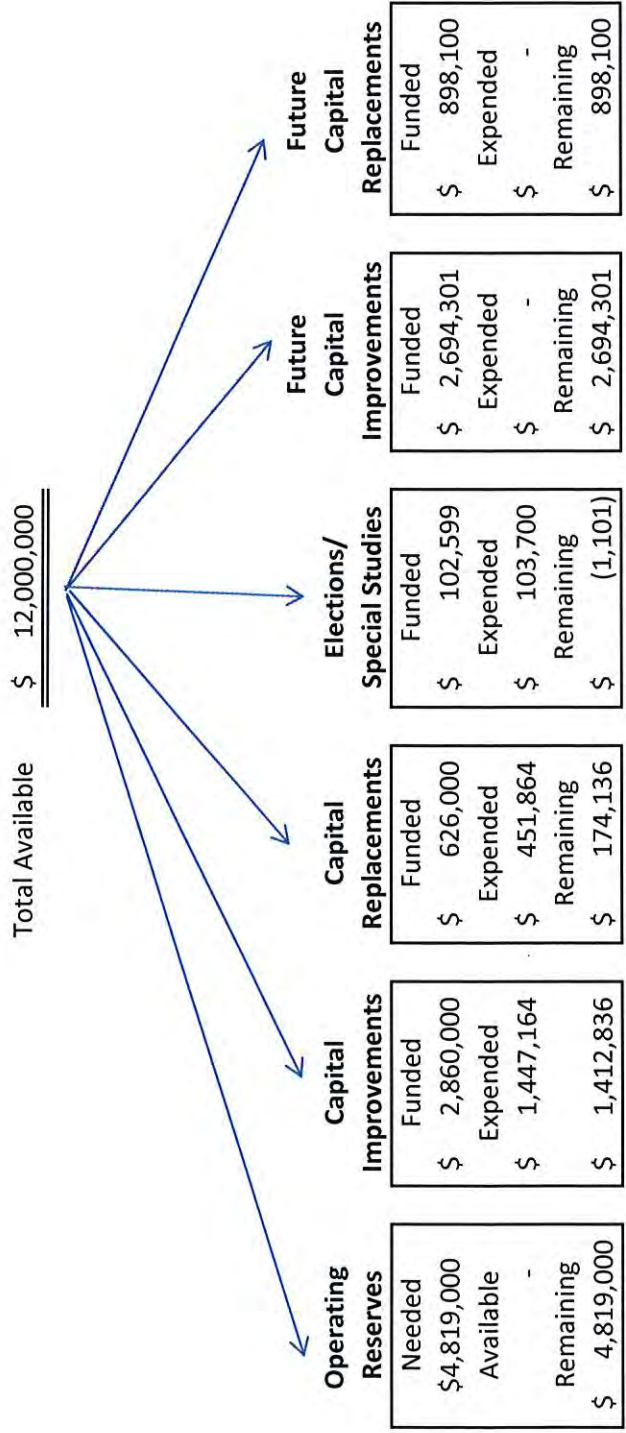 Total Available $ 12,000,000
Operating
Reserves
Needed
$4,819,000
Available
-
Remaining
$ 4,819,000
Capital
Improvements
Funded
$ 2,860,000
Expended
$ 1,447,164
Remaining
$ 1,412,836
Capital
Replacements
Funded
$ 626,000
Expended
$ 451,864
Remaining
$ 174,136
Elections/
Special Studies
Funded
$ 102,599
Expended
$ 103,700
Remaining
$ (1,101)
Future
Capital
Improvements
Funded
$ 2,694,301
Expended
$ -
Remaining
$ 2,694,301
Future
Capital
Replacements
Funded
$ 898,100
Expended
$ -
Remaining
$ 898,100